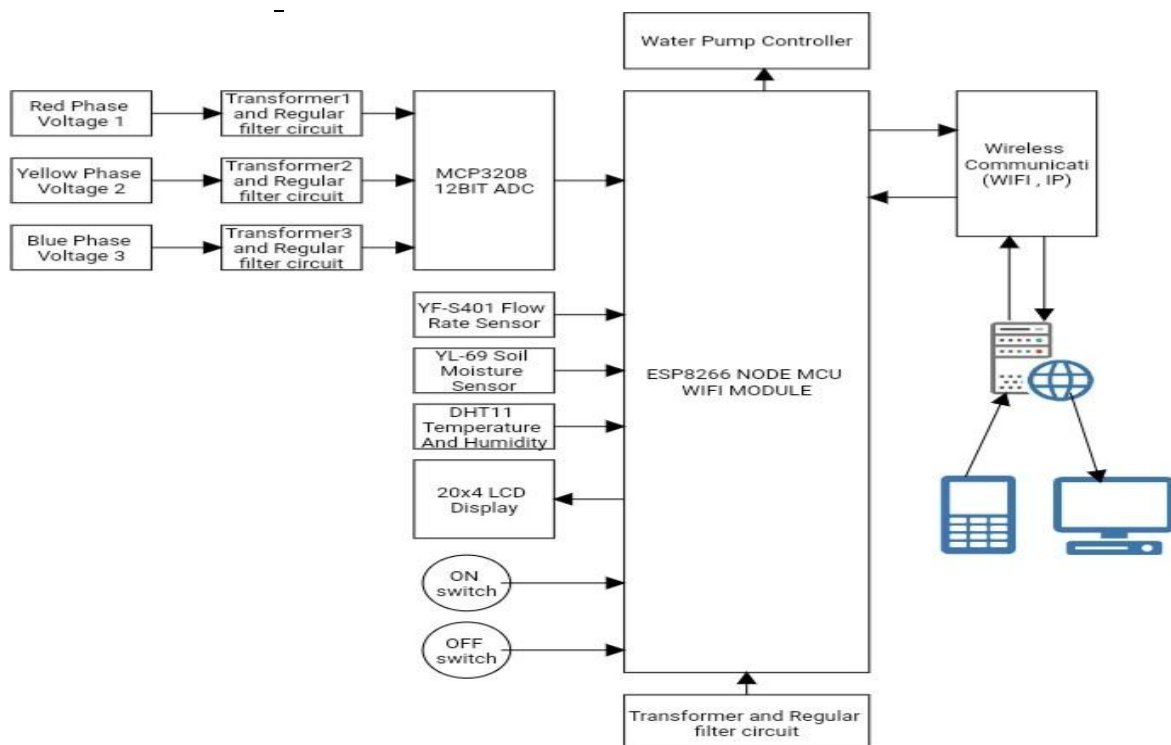 Water Pump Controller
Red Phase
Voltage 1
Transformer1
and Regular
filter circuit
Yellow Phase
Voltage 2
Transformer2
and Regular
filter circuit
Blue Phase
Voltage 3
Transformer3
and Regular
filter circuit
MCP3208
12BIT ADC
Wireless
Communicati
(WIFI , IP)
YF-S401 Flow
Rate Sensor
YL-69 Soil
Moisture
Sensor
DHT11
Temperature
And Humidity
20x4 LCD
Display
ESP8266 NODE MCU
WIFI MODULE
ON
switch
OFF
switch
Transformer and Regular
filter circuit